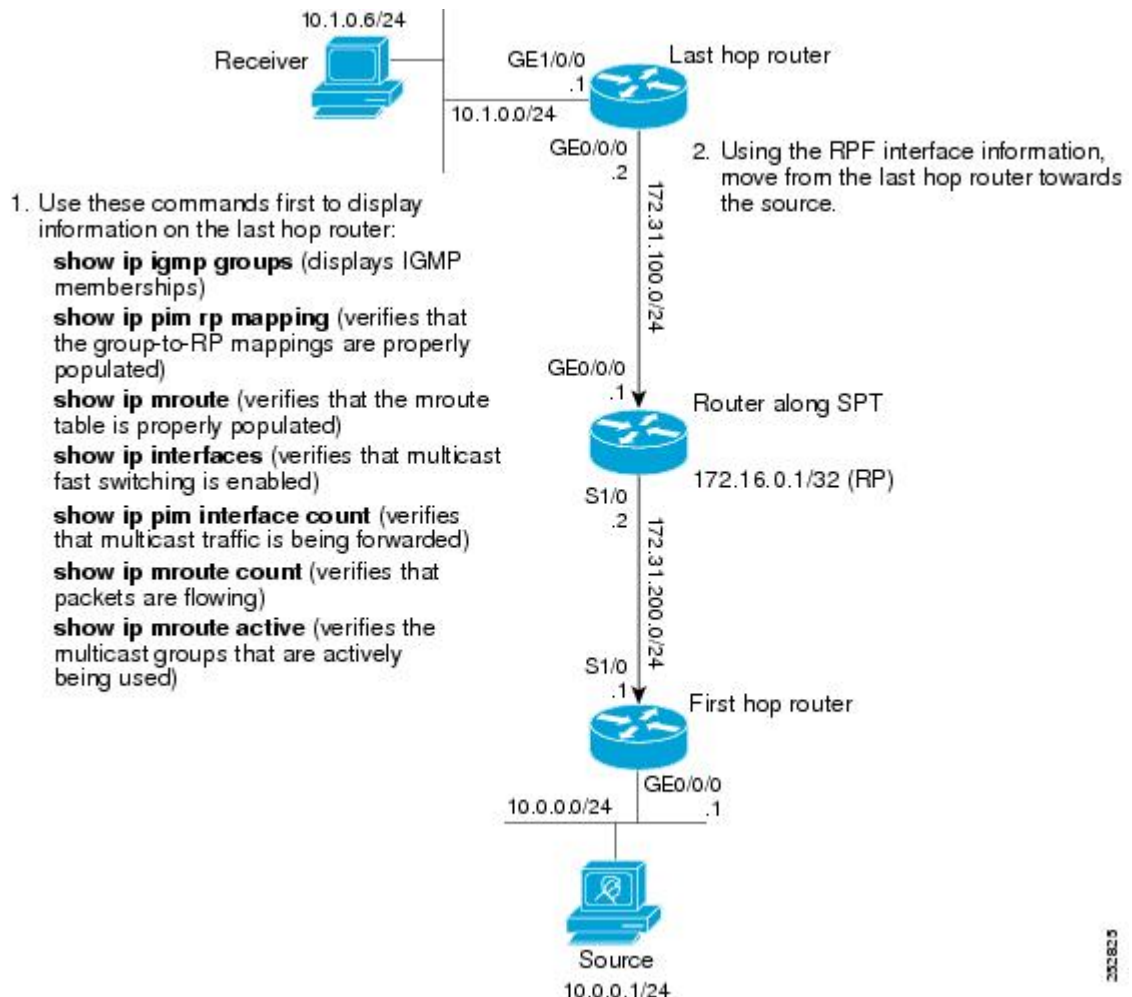 10.1.0.6/24
Receiver
GE1/0/0
.1
Last hop router
10.1.0.0/24
GE0/0/0
.2
172.31.100.0/24
2. Using the RPF interface information,
move from the last hop router towards
the source.
1. Use these commands first to display
information on the last hop router:
show ip igmp groups (displays IGMP
memberships)
show ip pim rp mapping (verifies that
the group-to-RP mappings are properly
populated)
show ip mroute (verifies that the mroute
table is properly populated)
show ip interfaces (verifies that multicast
fast switching is enabled)
show ip pim interface count (verifies
that multicast traffic is being forwarded)
show ip mroute count (verifies that
packets are flowing)
show ip mroute active (verifies the
multicast groups that are actively
being used)
GE0/0/0
.1
Router along SPT
172.16.0.1/32 (RP)
S1/0
.2
172.31.200.0/24
S1/0
.1
First hop router
GE0/0/0
.1
10.0.0.0/24
Source
10.0.0.1/24
252825